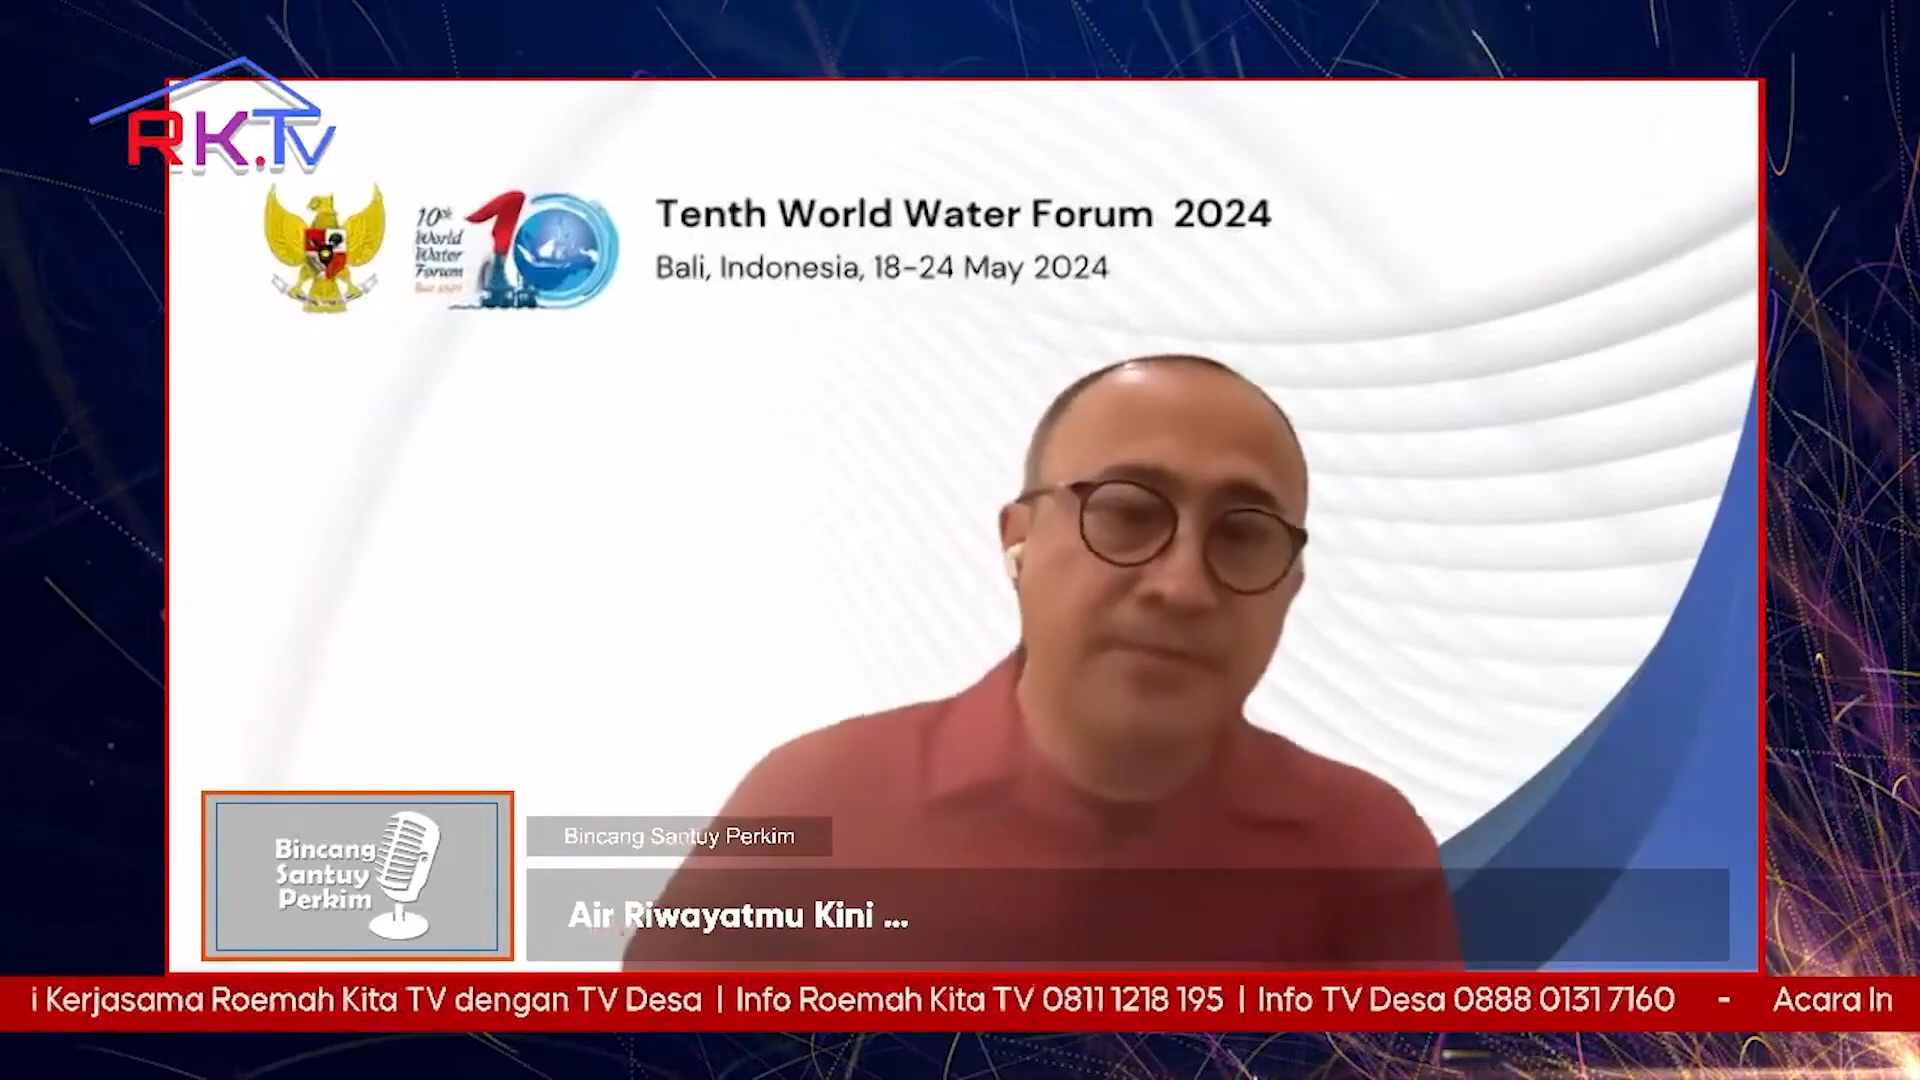 RK.TV
10th
World
Water
Forum
Tenth World Water Forum 2024
Bali, Indonesia, 18-24 May 2024
Bincang
Santuy
Perkim
Bincang Santuy Perkim
Air Riwayatmu Kini ...
i Kerjasama Roemah Kita TV dengan TV Desa | Info Roemah Kita TV 0811 1218 195 | Info TV Desa 0888 0131 7160 - Acara In